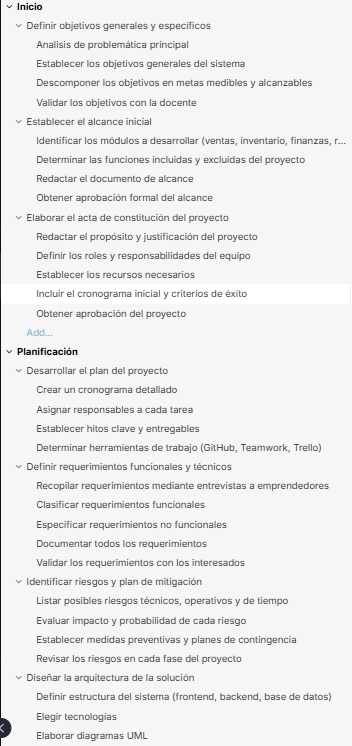 Inicio
Definir objetivos generales y específicos
Analisis de problemática principal
Establecer los objetivos generales del sistema
Descomponer los objetivos en metas medibles y alcanzables
Validar los objetivos con la docente
Establecer el alcance inicial
Identificar los módulos a desarrollar (ventas, inventario, finanzas, r...
Determinar las funciones incluidas y excluidas del proyecto
Redactar el documento de alcance
Obtener aprobación formal del alcance
Elaborar el acta de constitución del proyecto
Redactar el propósito y justificación del proyecto
Definir los roles y responsabilidades del equipo
Establecer los recursos necesarios
Incluir el cronograma inicial y criterios de éxito
Obtener aprobación del proyecto
Add...
Planificación
Desarrollar el plan del proyecto
Crear un cronograma detallado
Asignar responsables a cada tarea
Establecer hitos clave y entregables
Determinar herramientas de trabajo (GitHub, Teamwork, Trello)
Definir requerimientos funcionales y técnicos
Recopilar requerimientos mediante entrevistas a emprendedores
Clasificar requerimientos funcionales
Especificar requerimientos no funcionales
Documentar todos los requerimientos
Validar los requerimientos con los interesados
Identificar riesgos y plan de mitigación
Listar posibles riesgos técnicos, operativos y de tiempo
Evaluar impacto y probabilidad de cada riesgo
Establecer medidas preventivas y planes de contingencia
Revisar los riesgos en cada fase del proyecto
Diseñar la arquitectura de la solución
Definir estructura del sistema (frontend, backend, base de datos)
Elegir tecnologías
Elaborar diagramas UML